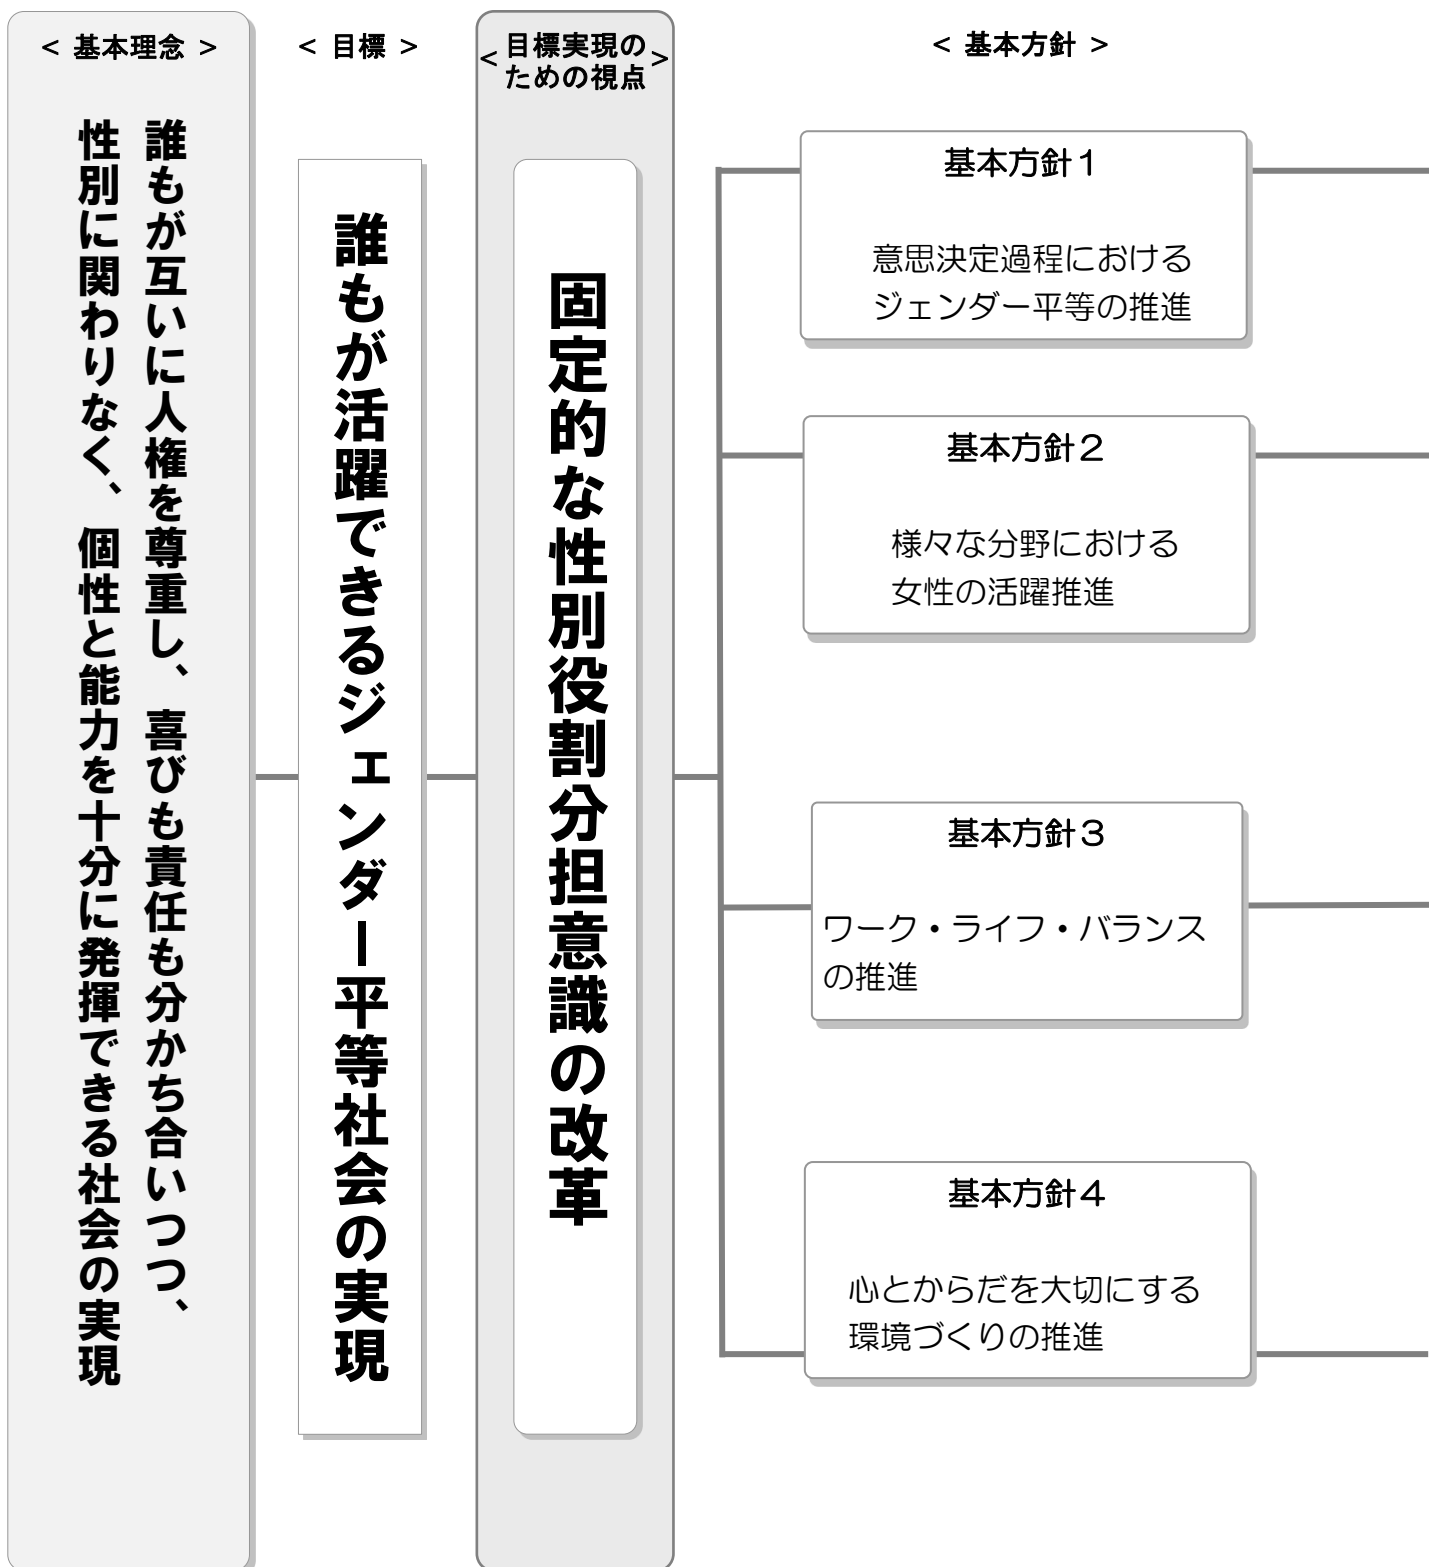 < 基本理念 >
誰もが互いに人権を尊重し、喜びも責任も分かち合いつつ、
性別に関わりなく、個性と能力を十分に発揮できる社会の実現
< 目標 >
誰もが活躍できるジェンダー平等社会の実現
< 目標実現の
ための視点 >
固定的な性別役割分担意識の改革
< 基本方針 >
基本方針1
意思決定過程における
ジェンダー平等の推進
基本方針2
様々な分野における
女性の活躍推進
基本方針3
ワーク・ライフ・バランス
の推進
基本方針4
心とからだを大切にする
環境づくりの推進